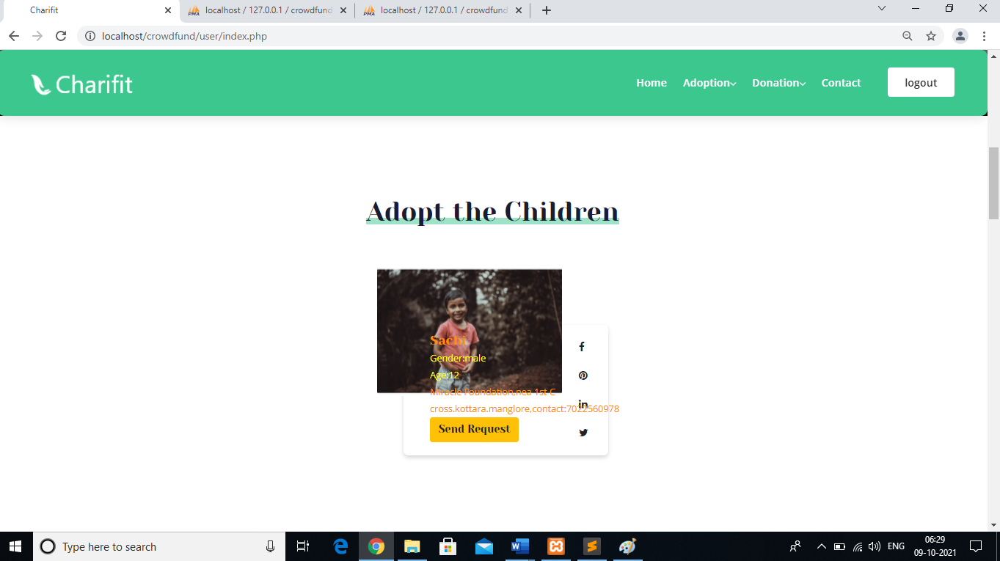 Charifit
localhost / 127.0.0.1 / crowdfund
localhost / 127.0.0.1 / crowdfund
localhost/crowdfund/user/index.php
Charifit
Home Adoption Donation Contact logout
Adopt the Children
Sachi
Gender:male
Age:12
Miracle Foundation,nea 1st C
cross.kottara.manglore,contact:7022560978
Send Request
Type here to search
ENG
06:29
09-10-2021